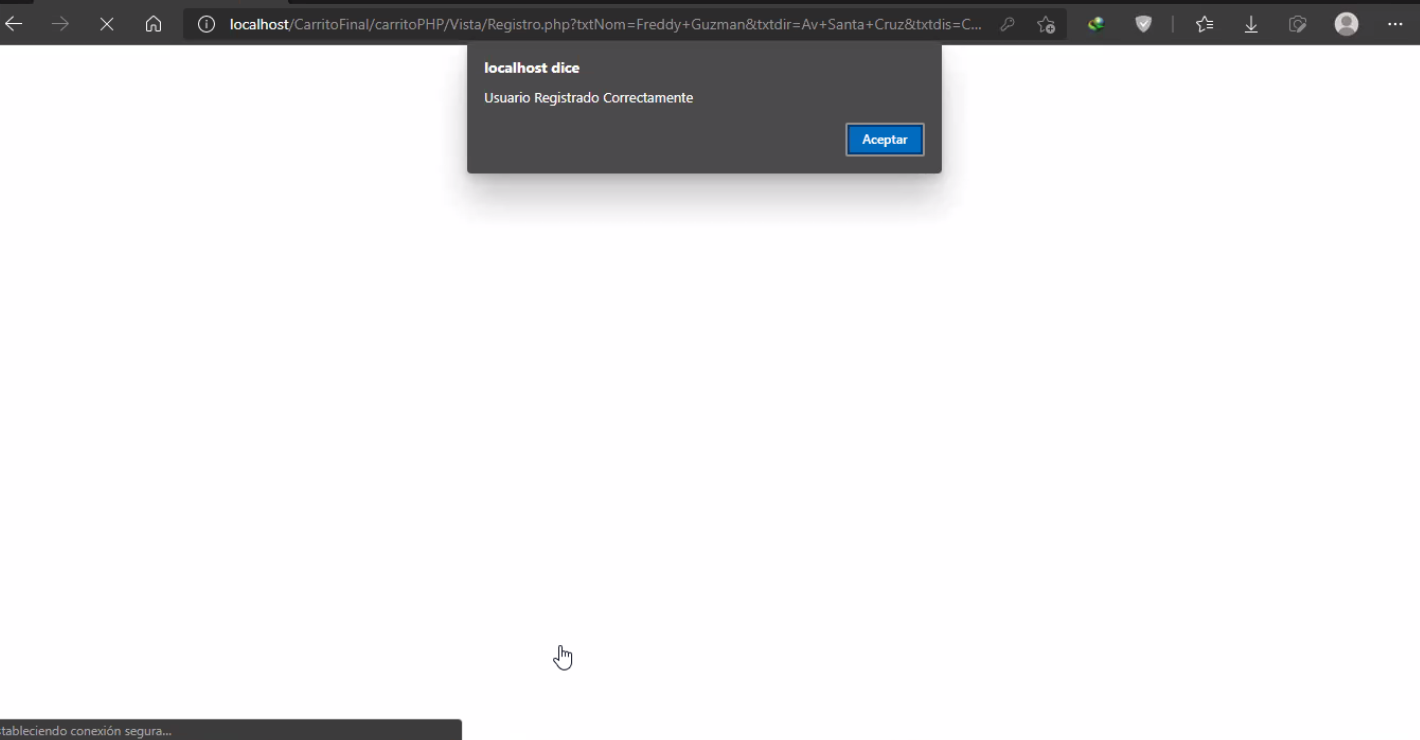 localhost/CarritoFinal/carritoPHP/Vista/Registro.php?txtNom=Freddy+Guzman&txtdir=Av+Santa+Cruz&txtdis=C...
localhost dice
Usuario Registrado Correctamente
Aceptar
tableciendo conexión segura...